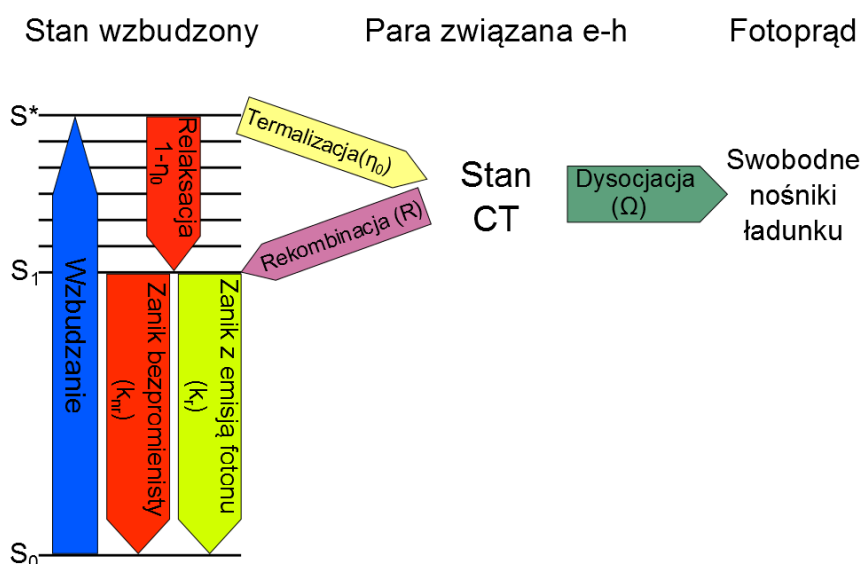 Stan wzbudzony
Para związana e-h
Fotoprąd
S*
Relaksacja
1-η₀
Termalizacja(η₀)
Stan
CT
Dysocjacja
(Ω)
Swobodne
nośniki
ładunku
Rekombinacja (R)
S₁
Wzbudzanie
Zanik bezpromienisty
(kₙᵣ)
Zanik z emisją fotonu
(kᵣ)
S₀